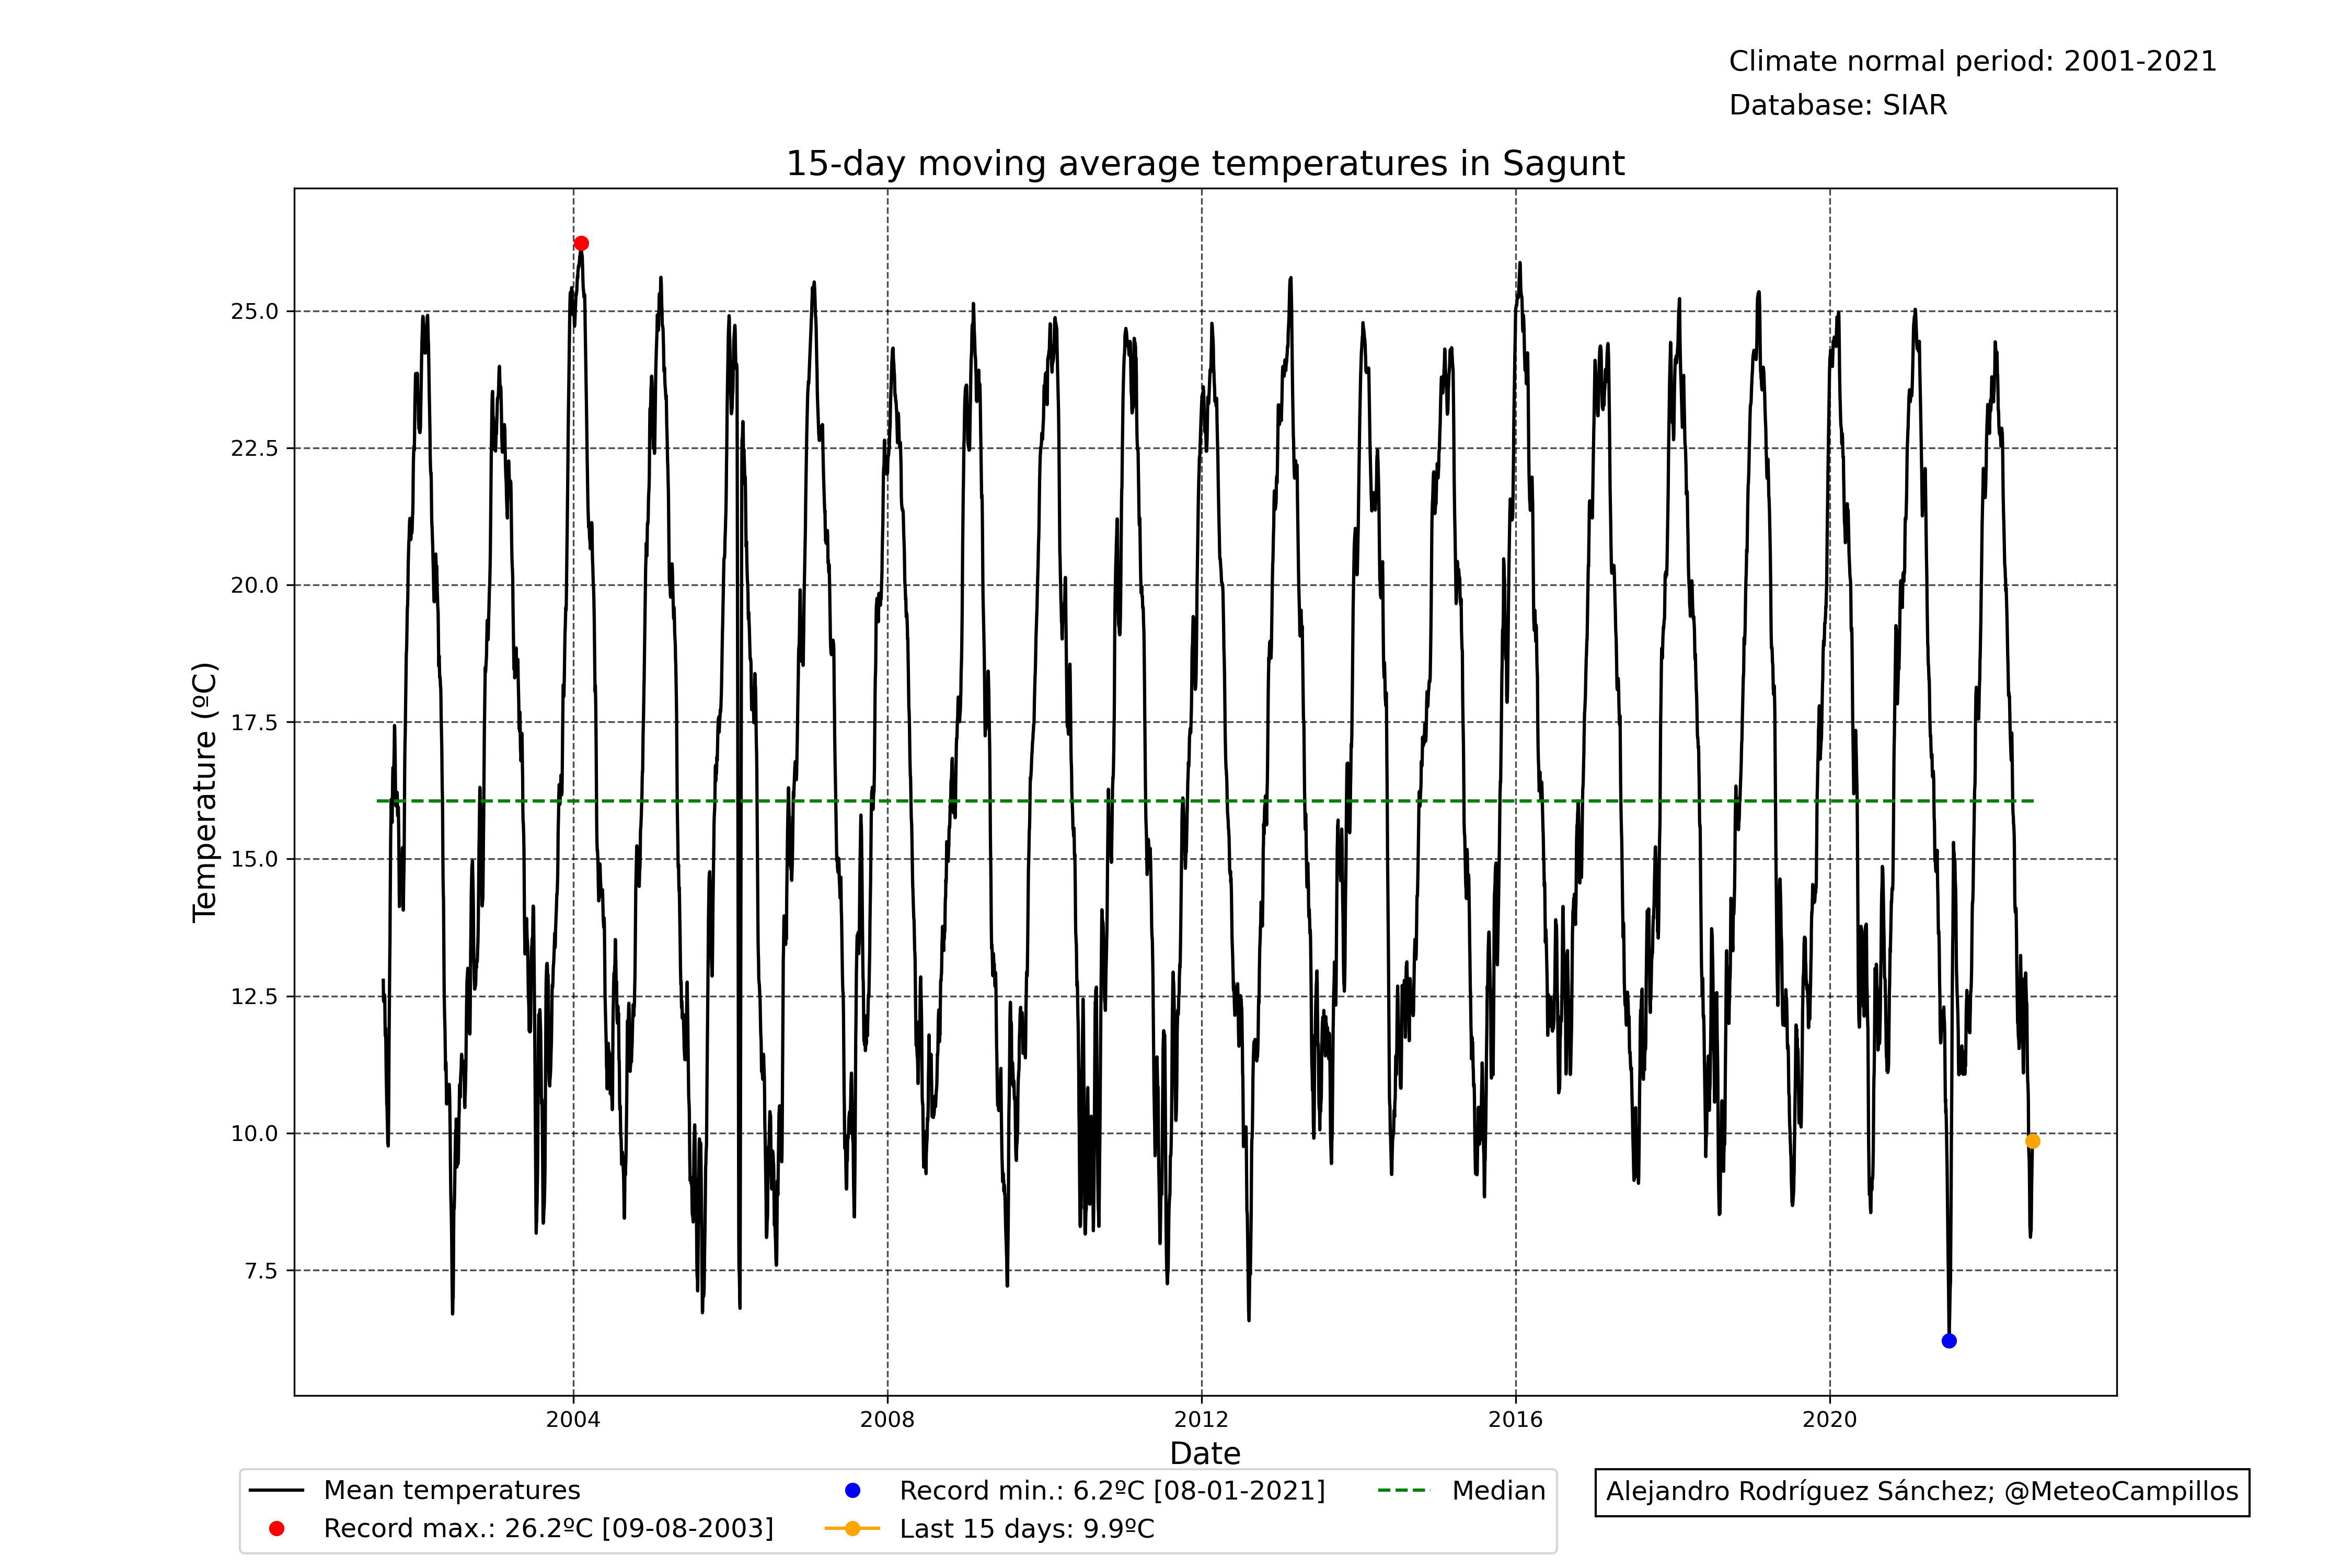 Climate normal period: 2001-2021
Database: SIAR
15-day moving average temperatures in Sagunt
25.0
22.5
20.0
17.5
15.0
12.5
10.0
7.5
Temperature (ºC)
2004 2008 2012 2016 2020
Date
Mean temperatures
Record max.: 26.2ºC [09-08-2003]
Record min.: 6.2ºC [08-01-2021]
Last 15 days: 9.9ºC
Median
Alejandro Rodríguez Sánchez; @MeteoCampillos